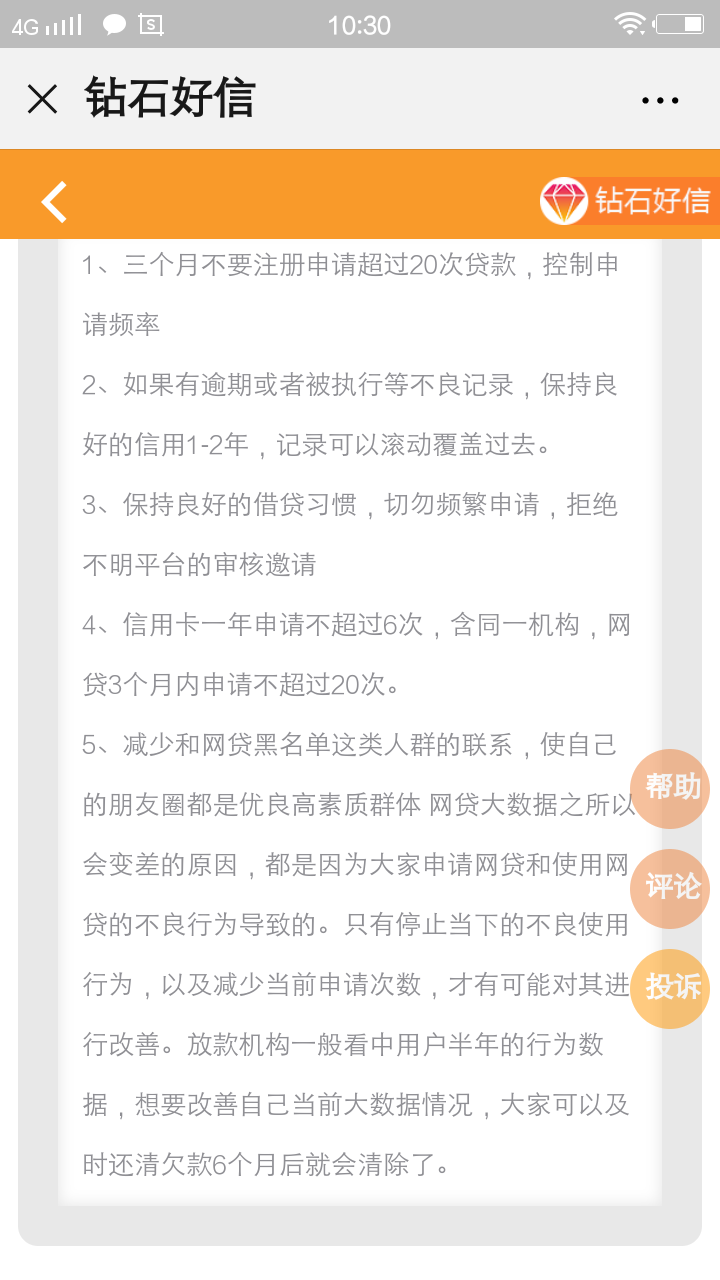 4G
S
10:30
钻石好信
钻石好信
1、三个月不要注册申请超过20次贷款，控制申
请频率
2、如果有逾期或者被执行等不良记录，保持良
好的信用1-2年，记录可以滚动覆盖过去。
3、保持良好的借贷习惯，切勿频繁申请，拒绝
不明平台的审核邀请
4、信用卡一年申请不超过6次，含同一机构，网
贷3个月内申请不超过20次。
5、减少和网贷黑名单这类人群的联系，使自己
的朋友圈都是优良高素质群体 网贷大数据之所以
会变差的原因，都是因为大家申请网贷和使用网
贷的不良行为导致的。只有停止当下的不良使用
行为，以及减少当前申请次数，才有可能对其进
行改善。放款机构一般看中用户半年的行为数
据，想要改善自己当前大数据情况，大家可以及
时还清欠款6个月后就会清除了。
帮助
评论
投诉